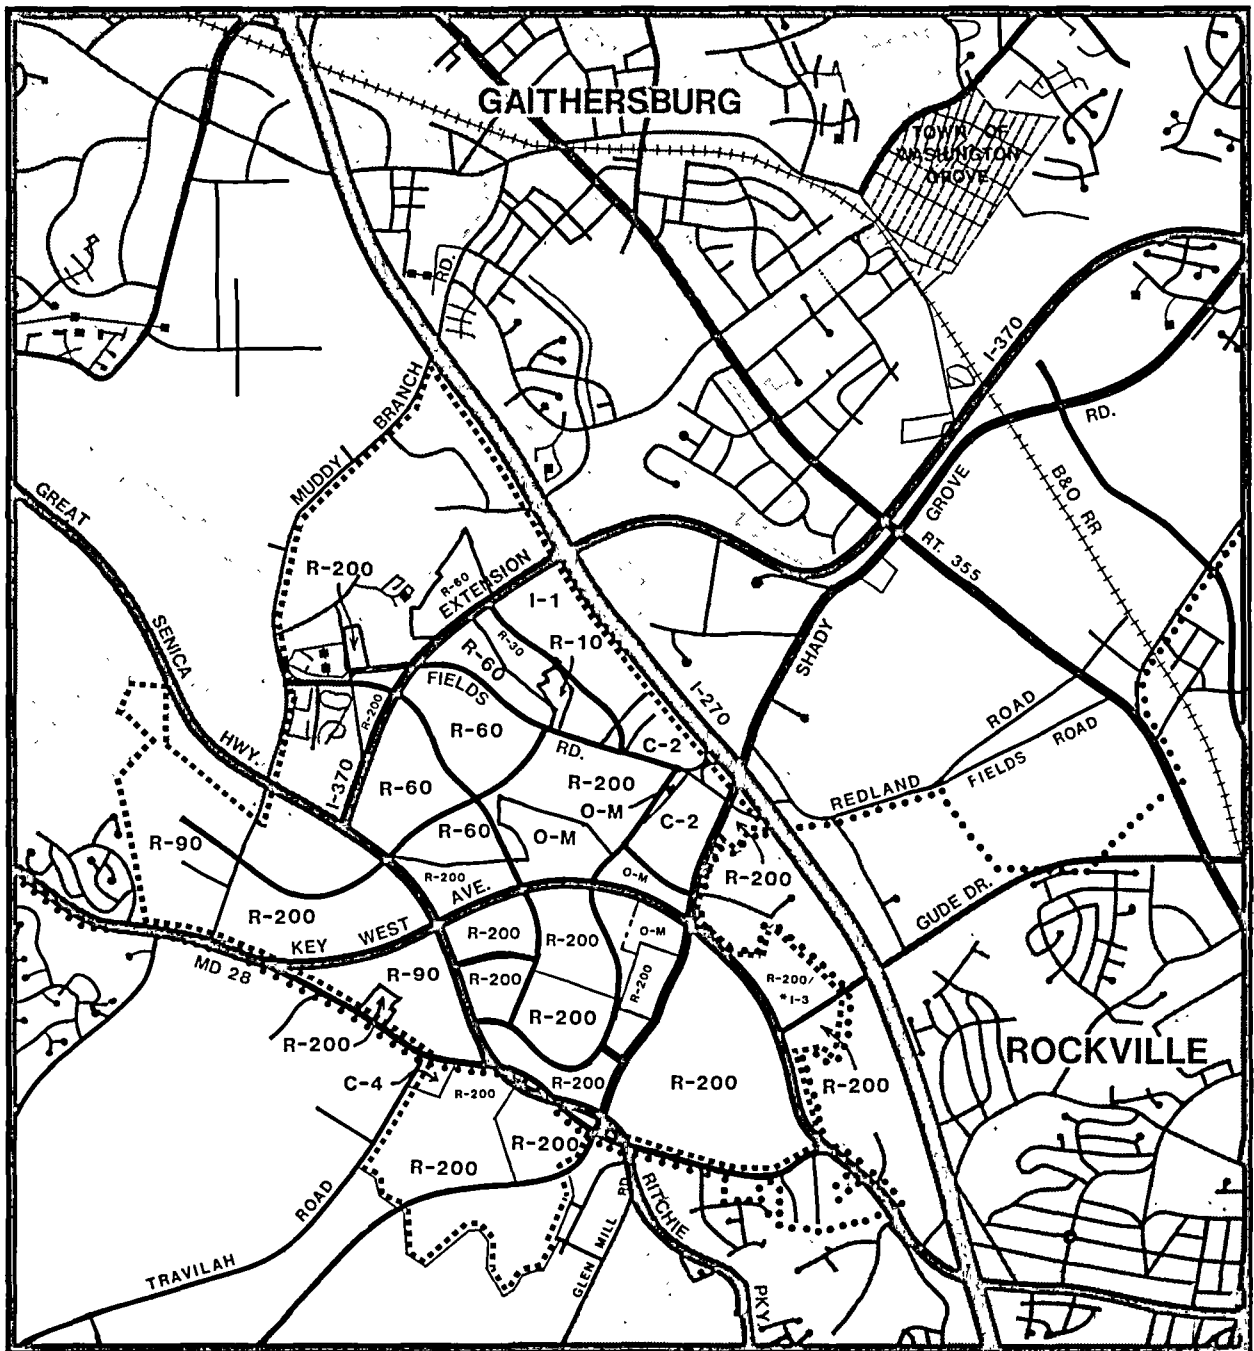 GAITHERSBURG
TOWN OF
WASHINGTON
GROVE
RD.
I-370
MUDDY BRANCH
RD.
GREAT
SENICA
HWY.
GROVE
B&O RR
RT. 355
R-200
R-60
EXTENSION
I-1
R-30
R-10
R-60
FIELDS
RD.
SHADY
I-270
R-200
R-60
C-2
ROAD
ROAD
REDLAND
FIELDS
I-370
R-60
R-200
O-M
C-2
R-90
R-60
O-M
R-200
O-M
R-200
AVE.
GUDE DR.
R-200
KEY WEST
R-200
R-200
O-M
MD 28
R-90
R-200
R-200
R-200/
*I-3
R-200
R-200
ROCKVILLE
C-4
R-200
R-200
R-200
R-200
R-200
R-200
ROAD
TRAVILAH
GLEN MILL
RD.
RITCHIE
PKY.